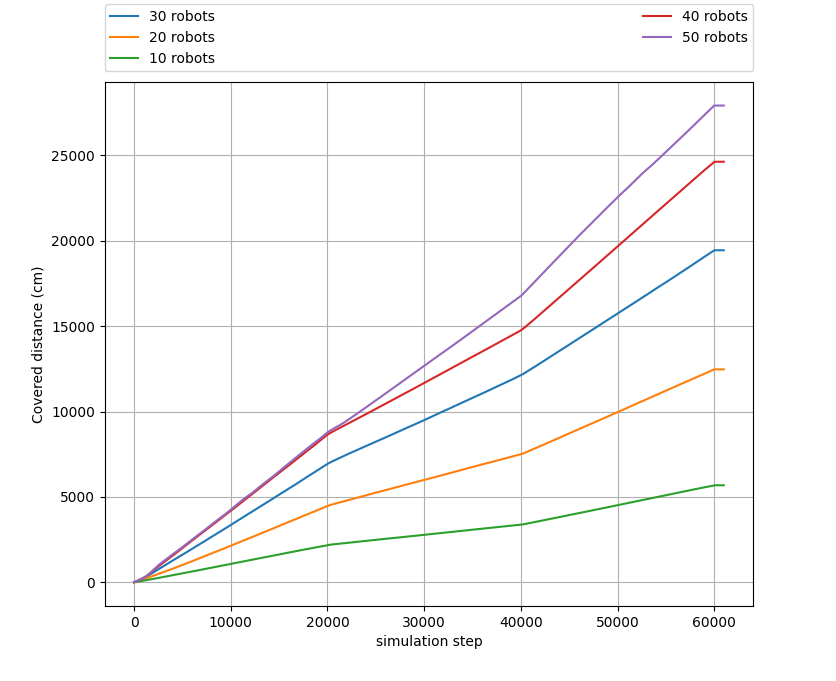 30 robots
20 robots
10 robots
40 robots
50 robots
25000
20000
15000
10000
5000
0
Covered distance (cm)
0 10000 20000 30000 40000 50000 60000
simulation step